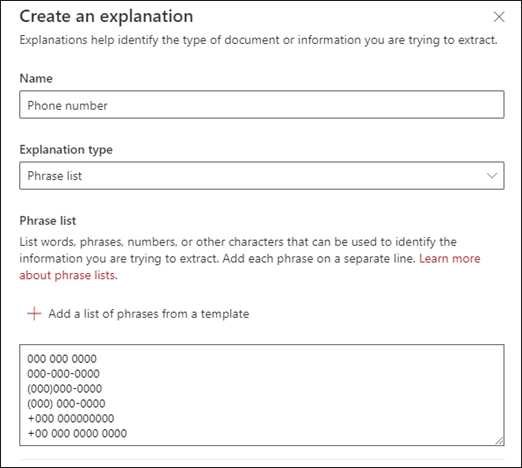 Create an explanation
Explanations help identify the type of document or information you are trying to extract.
Name
Phone number
Explanation type
Phrase list
Phrase list
List words, phrases, numbers, or other characters that can be used to identify the
information you are trying to extract. Add each phrase on a separate line. Learn more
about phrase lists.
Add a list of phrases from a template
000 000 0000
000-000-0000
(000)000-0000
(000) 000-0000
+000 000000000
+00 000 0000 0000